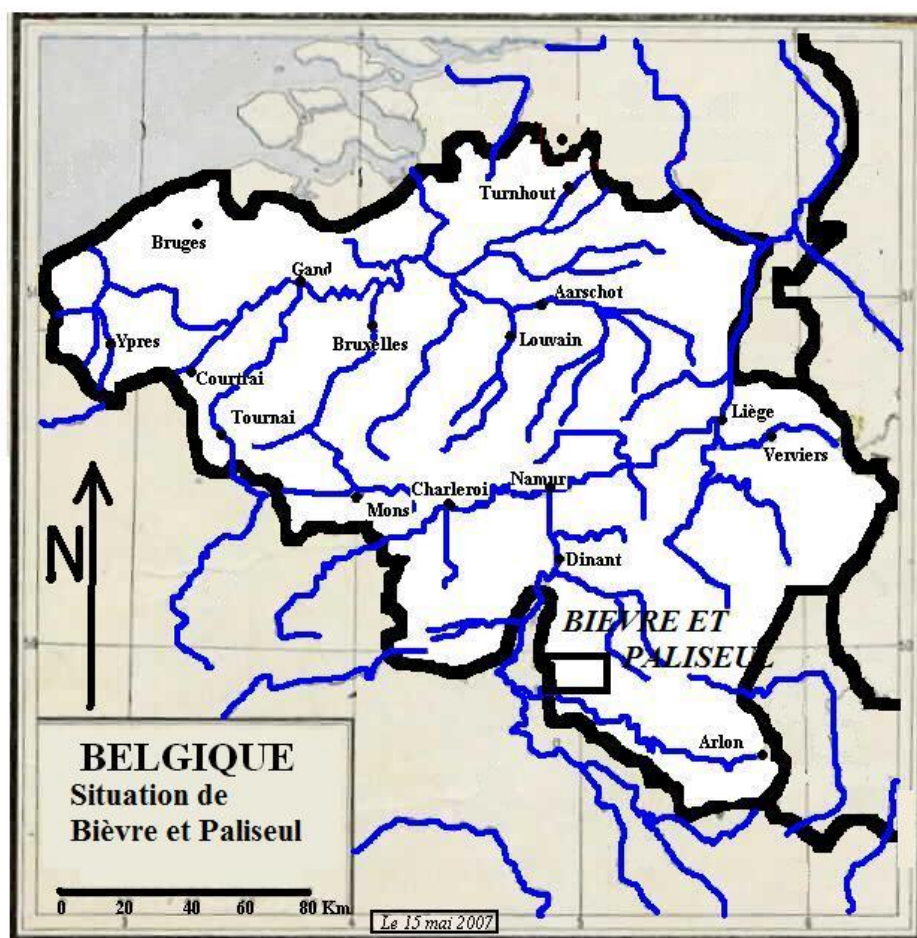 Turnhout
Bruges
Gand
Aarschot
Ypres
Bruxelles
Louvain
Courtrai
Liège
Tournai
Verviers
Charleroi
Namur
Mons
N
Dinant
BIEVRE ET
PALISEUL
Arlon
BELGIQUE
Situation de
Bièvre et Paliseul
0 20 40 60 80 Km
Le 15 mai 2007